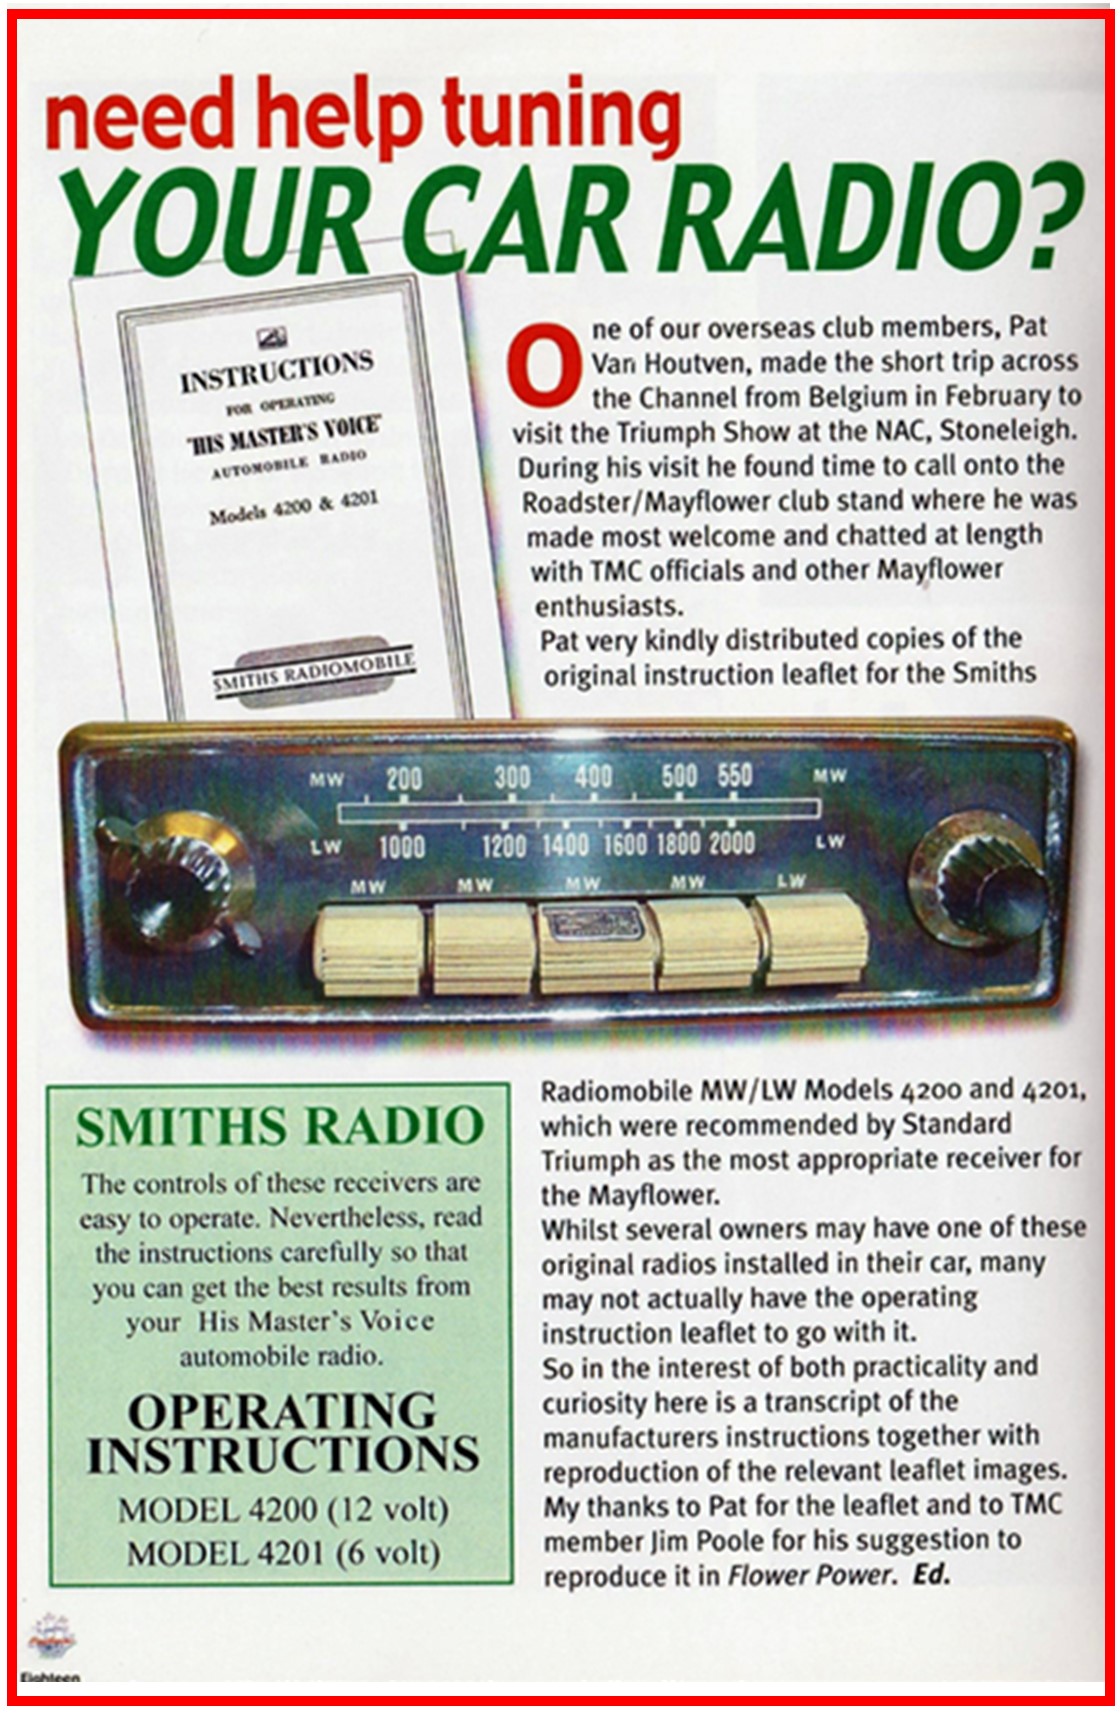 need help tuning
YOUR CAR RADIO?
INSTRUCTIONS
FOR OPERATING
"HIS MASTER'S VOICE"
AUTOMOBILE RADIO
Models 4200 & 4201
SMITHS RADIOMOBILE
One of our overseas club members, Pat
Van Houtven, made the short trip across
the Channel from Belgium in February to
visit the Triumph Show at the NAC, Stoneleigh.
During his visit he found time to call onto the
Roadster/Mayflower club stand where he was
made most welcome and chatted at length
with TMC officials and other Mayflower
enthusiasts.
Pat very kindly distributed copies of the
original instruction leaflet for the Smiths
MW 200 300 400 500 550 MW
LW 1000 1200 1400 1600 1800 2000 LW
MW MW MW MW LW
SMITHS RADIO
The controls of these receivers are
easy to operate. Nevertheless, read
the instructions carefully so that
you can get the best results from
your His Master's Voice
automobile radio.
OPERATING
INSTRUCTIONS
MODEL 4200 (12 volt)
MODEL 4201 (6 volt)
Radiomobile MW/LW Models 4200 and 4201,
which were recommended by Standard
Triumph as the most appropriate receiver for
the Mayflower.
Whilst several owners may have one of these
original radios installed in their car, many
may not actually have the operating
instruction leaflet to go with it.
So in the interest of both practicality and
curiosity here is a transcript of the
manufacturers instructions together with
reproduction of the relevant leaflet images.
My thanks to Pat for the leaflet and to TMC
member Jim Poole for his suggestion to
reproduce it in Flower Power. Ed.
Eighteen